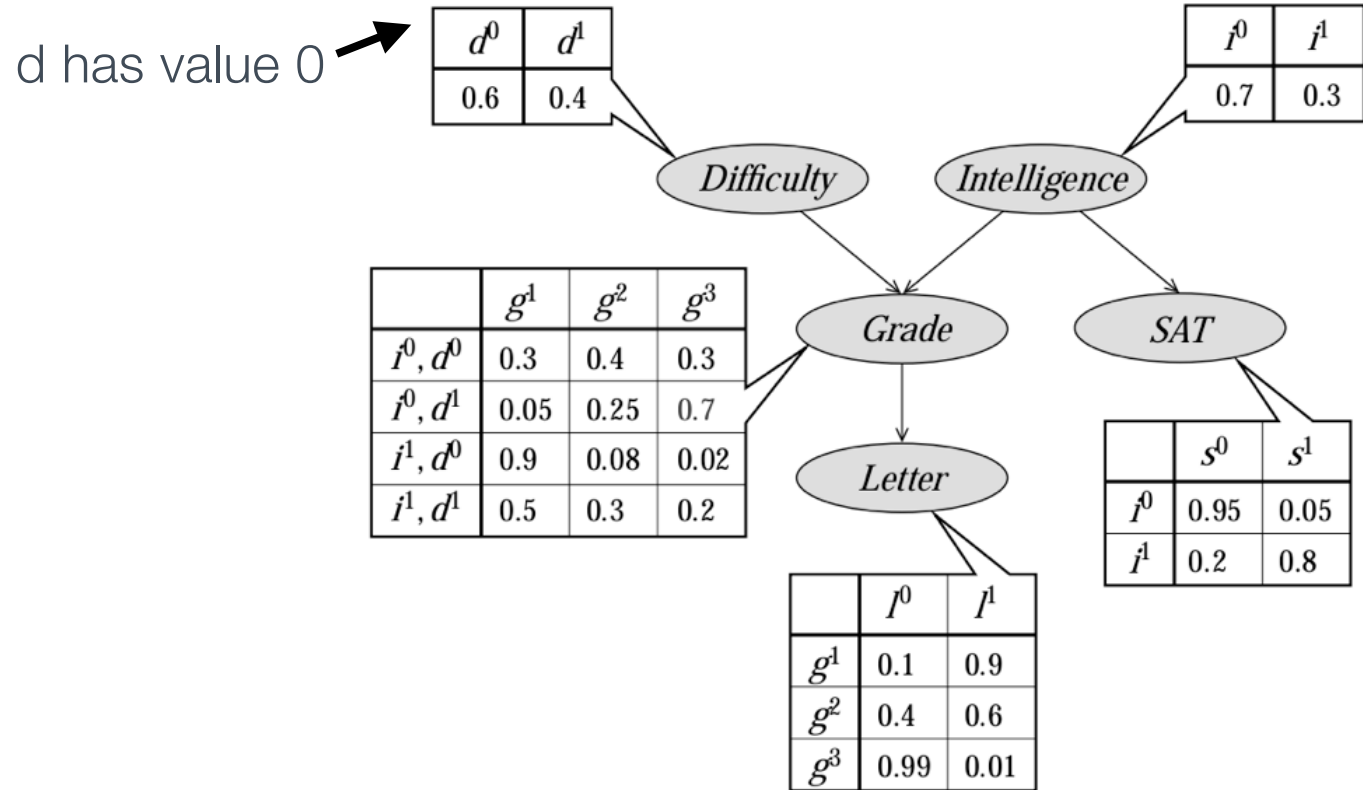 d has value 0
d⁰ d¹
0.6 0.4
i⁰ i¹
0.7 0.3
Difficulty
Intelligence
g¹ g² g³
i⁰, d⁰ 0.3 0.4 0.3
i⁰, d¹ 0.05 0.25 0.7
i¹, d⁰ 0.9 0.08 0.02
i¹, d¹ 0.5 0.3 0.2
Grade
SAT
Letter
s⁰ s¹
i⁰ 0.95 0.05
i¹ 0.2 0.8
l⁰ l¹
g¹ 0.1 0.9
g² 0.4 0.6
g³ 0.99 0.01